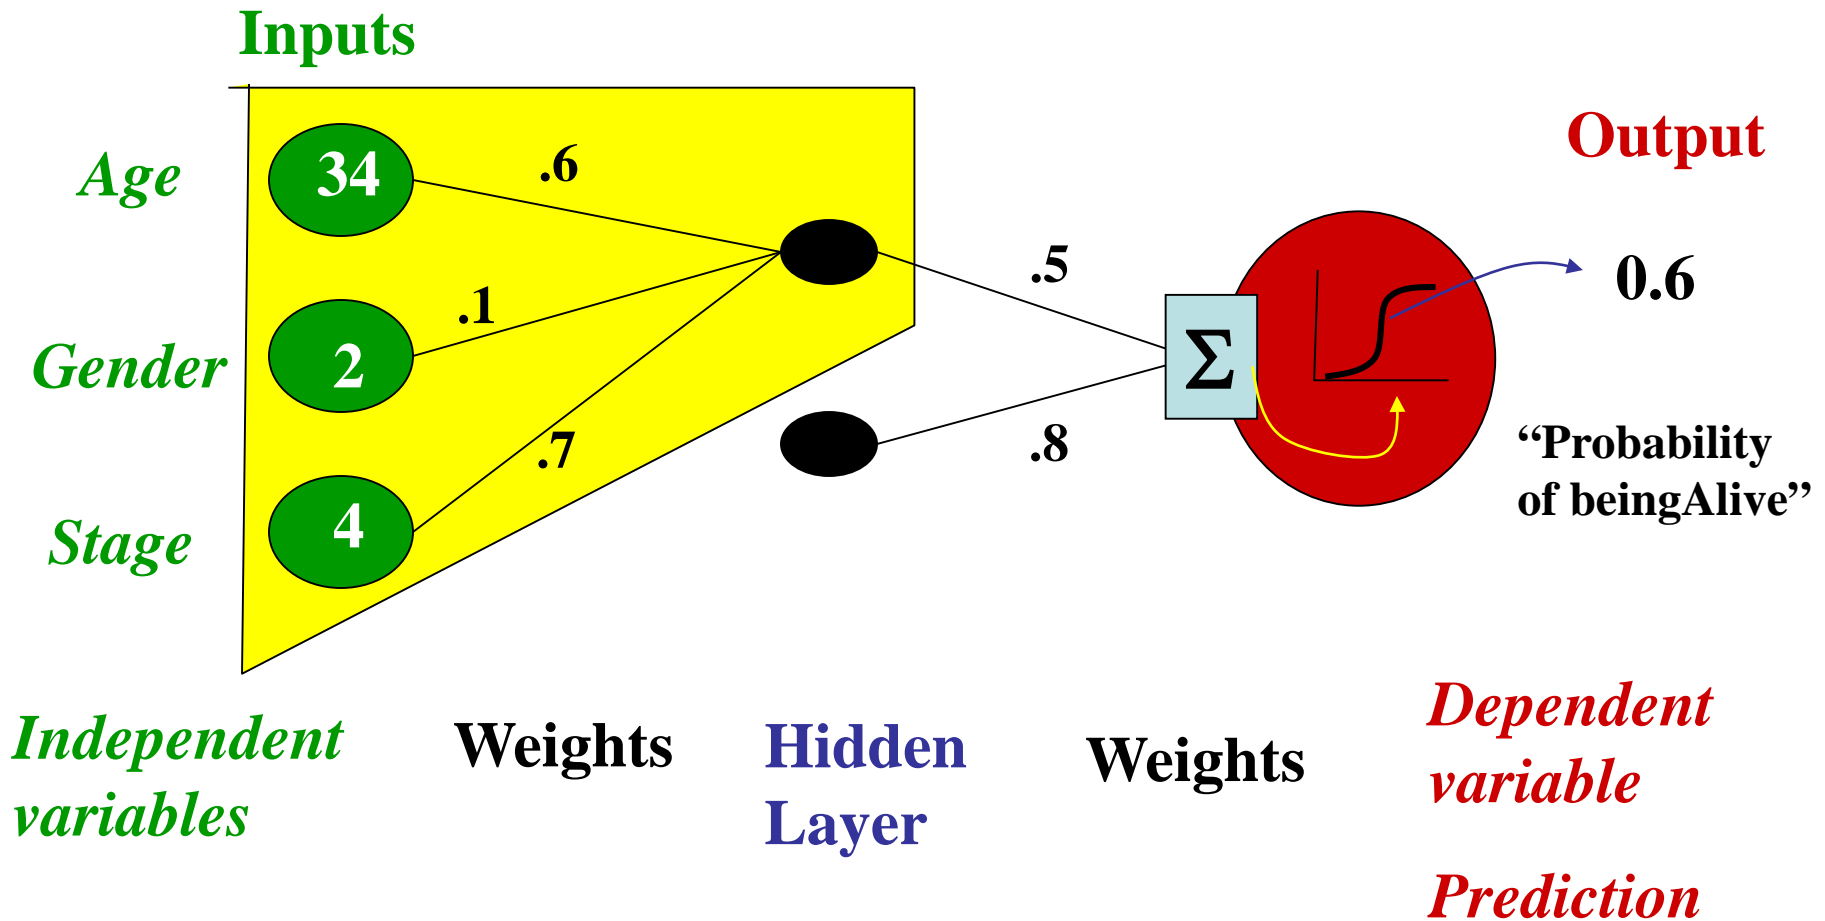 Inputs
Output
Age
34
.6
.5
0.6
Gender
2
.1
Σ
.7
.8
“Probability
of beingAlive”
Stage
4
Independent
variables
Weights
Hidden
Layer
Weights
Dependent
variable
Prediction